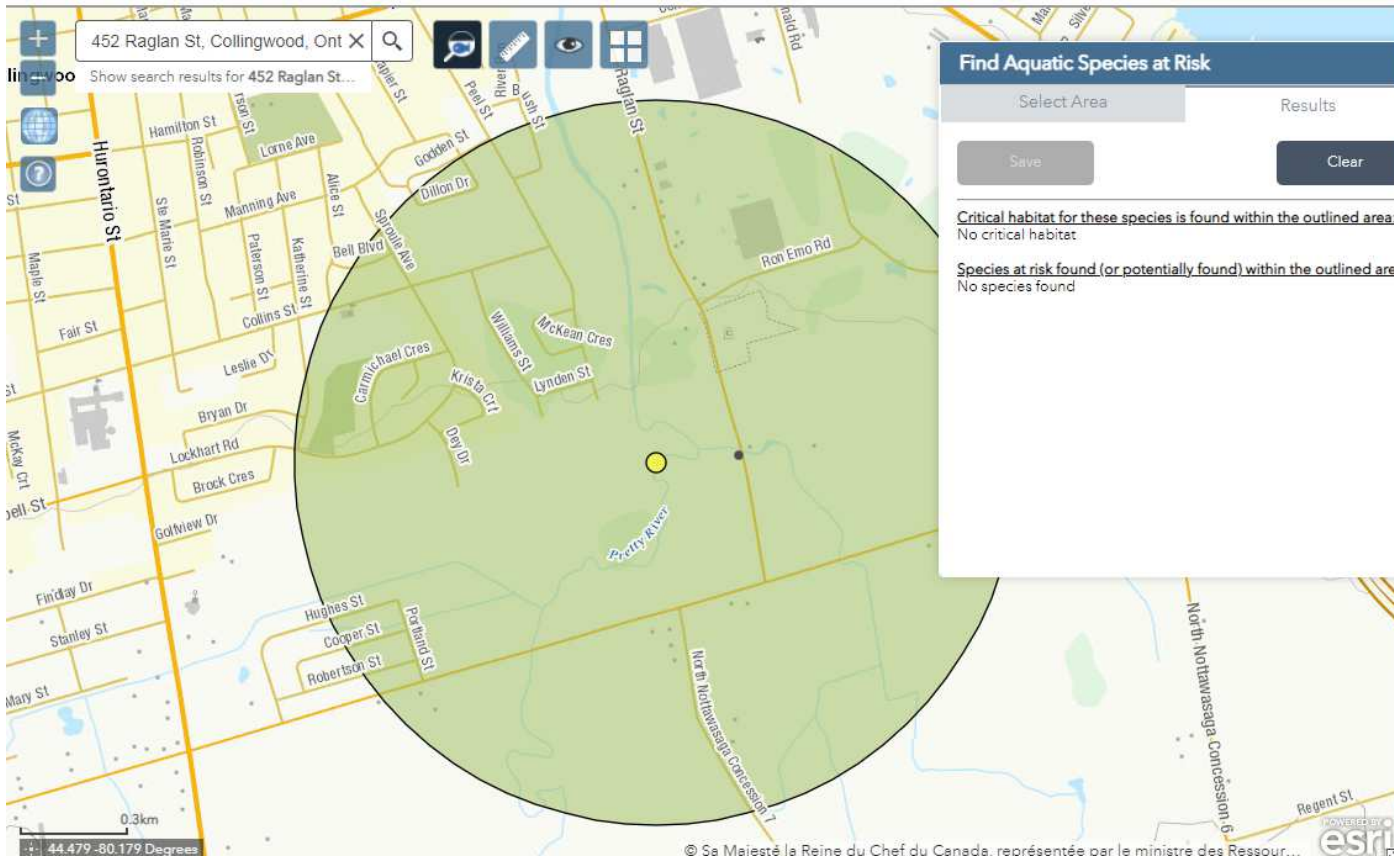 452 Raglan St, Collingwood, Ont
Show search results for 452 Raglan St...
Find Aquatic Species at Risk
Select Area
Results
Save
Clear
Critical habitat for these species is found within the outlined area:
No critical habitat
Species at risk found (or potentially found) within the outlined are
No species found
Hamilton St
Lorne Ave
Robinson St
Hurontario St
Ste Marie St
Manning Ave
Alice St
Godden St
Dillon Dr
Peel St
Bush St
Raglan St
Sproule Ave
Bell Blvd
Paterson St
Katherine St
Collins St
Maple St
Fair St
Leslie Dr
Carmichael Cres
Krista Crt
Williams St
McKean Cres
Lynden St
Ron Emo Rd
Bryan Dr
Lockhart Rd
Brock Cres
Dey Dr
McKay Crt
Golfview Dr
Pretty River
Findlay Dr
Stanley St
Mary St
Hughes St
Cooper St
Robertson St
Portland St
North Nottawasaga Concession 7
North Nottawasaga Concession 6
Regent St
0.3km
44.479 -80.179 Degrees
© Sa Majesté la Reine du Chef du Canada, représentée par le ministre des Ressour...
POWERED BY
esri